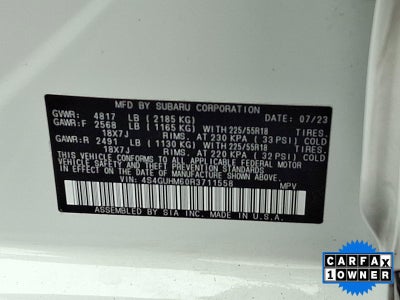 MFD BY SUBARU CORPORATION
DATE: 07/23
GVWR: 4817 LB (2185 KG)
GAWR:F 2568 LB (1165 KG) WITH 225/55R18 TIRES.
18X7J RIMS. AT 230 KPA (33 PSI) COLD
GAWR:R 2491 LB (1130 KG) WITH 225/55R18 TIRES.
18X7J RIMS. AT 220 KPA (32 PSI) COLD
THIS VEHICLE CONFORMS TO ALL APPLICABLE FEDERAL MOTOR
VEHICLE SAFETY STANDARDS IN EFFECT ON
THE DATE OF MANUFACTURE SHOWN ABOVE.
VIN: 4S4GUHM60R3711558 MPV
ASSEMBLED BY SIA INC. MADE IN U.S.A.
CARFAX
1 OWNER